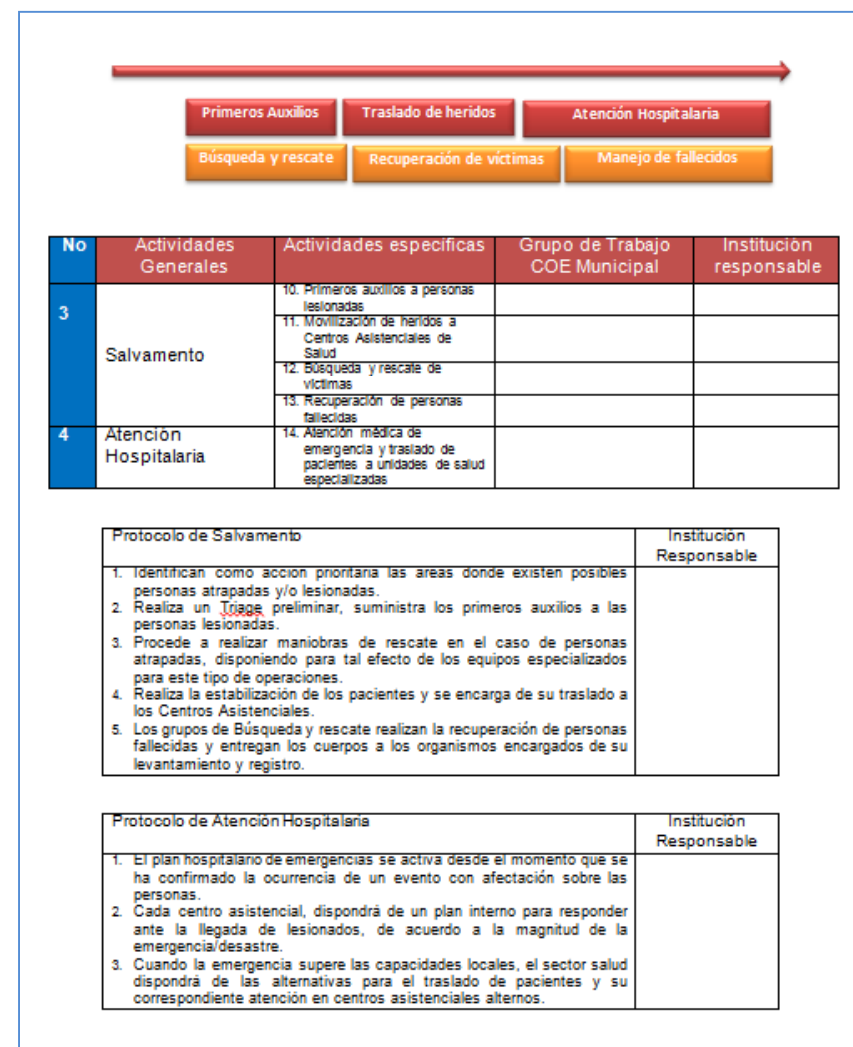 Primeros Auxilios
Traslado de heridos
Atención Hospitalaria
Búsqueda y rescate
Recuperación de víctimas
Manejo de fallecidos
No
Actividades
Generales
Actividades específicas
Grupo de Trabajo
COE Municipal
Institución
responsable
3
Salvamento
10. Primeros auxilios a personas
lesionadas
11. Movilización de heridos a
Centros Asistenciales de
Salud
12. Búsqueda y rescate de
víctimas
13. Recuperación de personas
fallecidas
4
Atención
Hospitalaria
14. Atención médica de
emergencia y traslado de
pacientes a unidades de salud
especializadas
Protocolo de Salvamento
Institución
Responsable
1. Identifican como acción prioritaria las áreas donde existen posibles
personas atrapadas y/o lesionadas.
2. Realiza un Triage preliminar, suministra los primeros auxilios a las
personas lesionadas.
3. Procede a realizar maniobras de rescate en el caso de personas
atrapadas, disponiendo para tal efecto de los equipos especializados
para este tipo de operaciones.
4. Realiza la estabilización de los pacientes y se encarga de su traslado a
los Centros Asistenciales.
5. Los grupos de Búsqueda y rescate realizan la recuperación de personas
fallecidas y entregan los cuerpos a los organismos encargados de su
levantamiento y registro.
Protocolo de Atención Hospitalaria
Institución
Responsable
1. El plan hospitalario de emergencias se activa desde el momento que se
ha confirmado la ocurrencia de un evento con afectación sobre las
personas.
2. Cada centro asistencial, dispondrá de un plan interno para responder
ante la llegada de lesionados, de acuerdo a la magnitud de la
emergencia/desastre.
3. Cuando la emergencia supere las capacidades locales, el sector salud
dispondrá de las alternativas para el traslado de pacientes y su
correspondiente atención en centros asistenciales alternos.